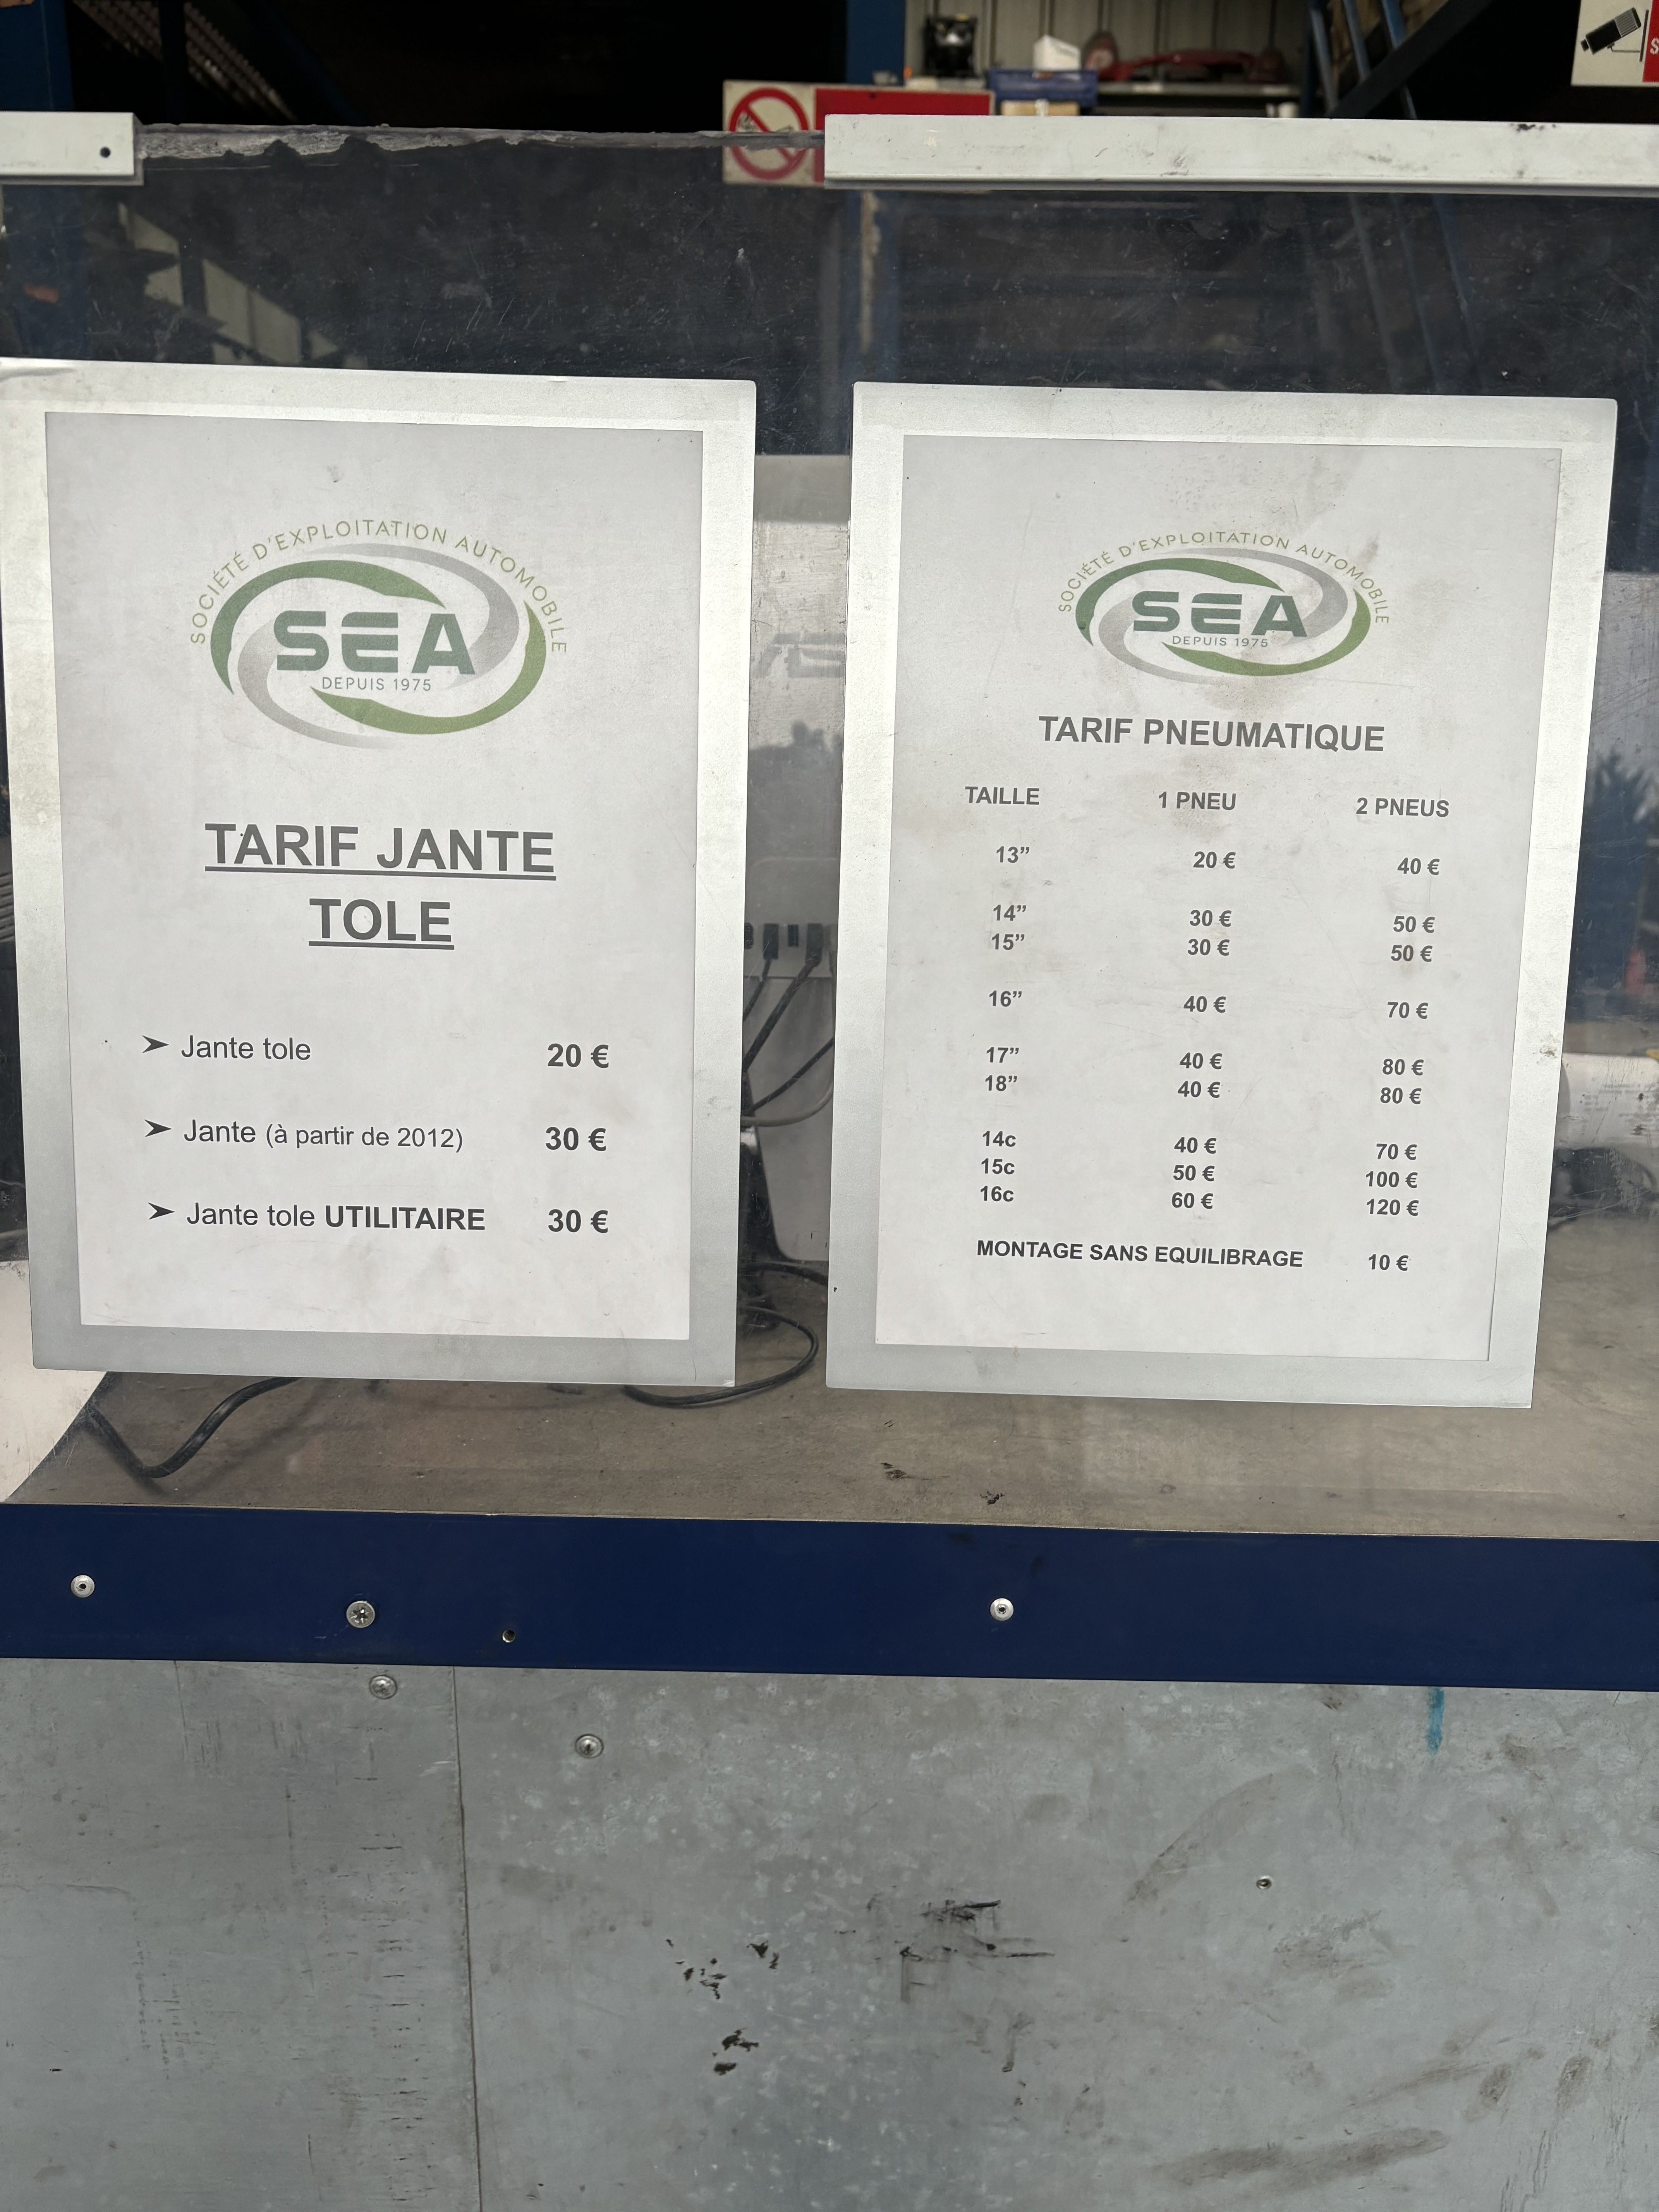 SOCIÉTÉ D'EXPLOITATION AUTOMOBILE
SEA
DEPUIS 1975
TARIF JANTE
TOLE
➤ Jante tole 20 €
➤ Jante (à partir de 2012) 30 €
➤ Jante tole UTILITAIRE 30 €
SOCIÉTÉ D'EXPLOITATION AUTOMOBILE
SEA
DEPUIS 1975
TARIF PNEUMATIQUE
TAILLE 1 PNEU 2 PNEUS
13” 20 € 40 €
14” 30 € 50 €
15” 30 € 50 €
16” 40 € 70 €
17” 40 € 80 €
18” 40 € 80 €
14c 40 € 70 €
15c 50 € 100 €
16c 60 € 120 €
MONTAGE SANS EQUILIBRAGE 10 €